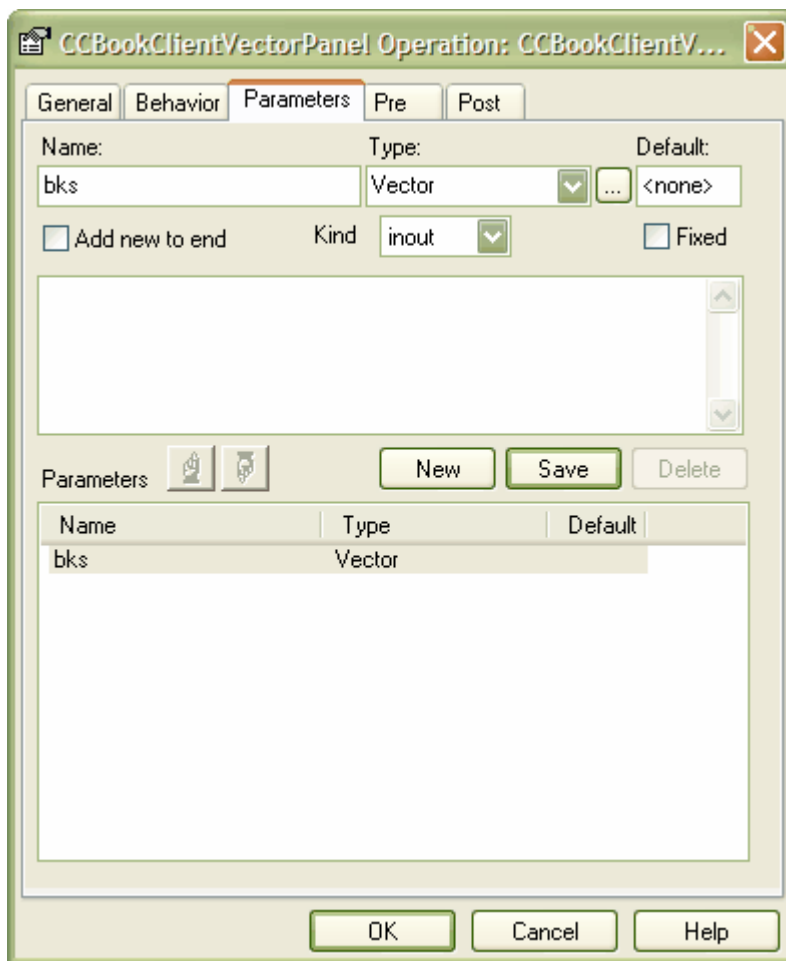 CCBookClientVectorPanel Operation: CCBookClientV...
General Behavior Parameters Pre Post
Name: Type: Default:
bks Vector ... <none>
Add new to end Kind inout Fixed
Parameters New Save Delete
Name Type Default
bks Vector
OK Cancel Help